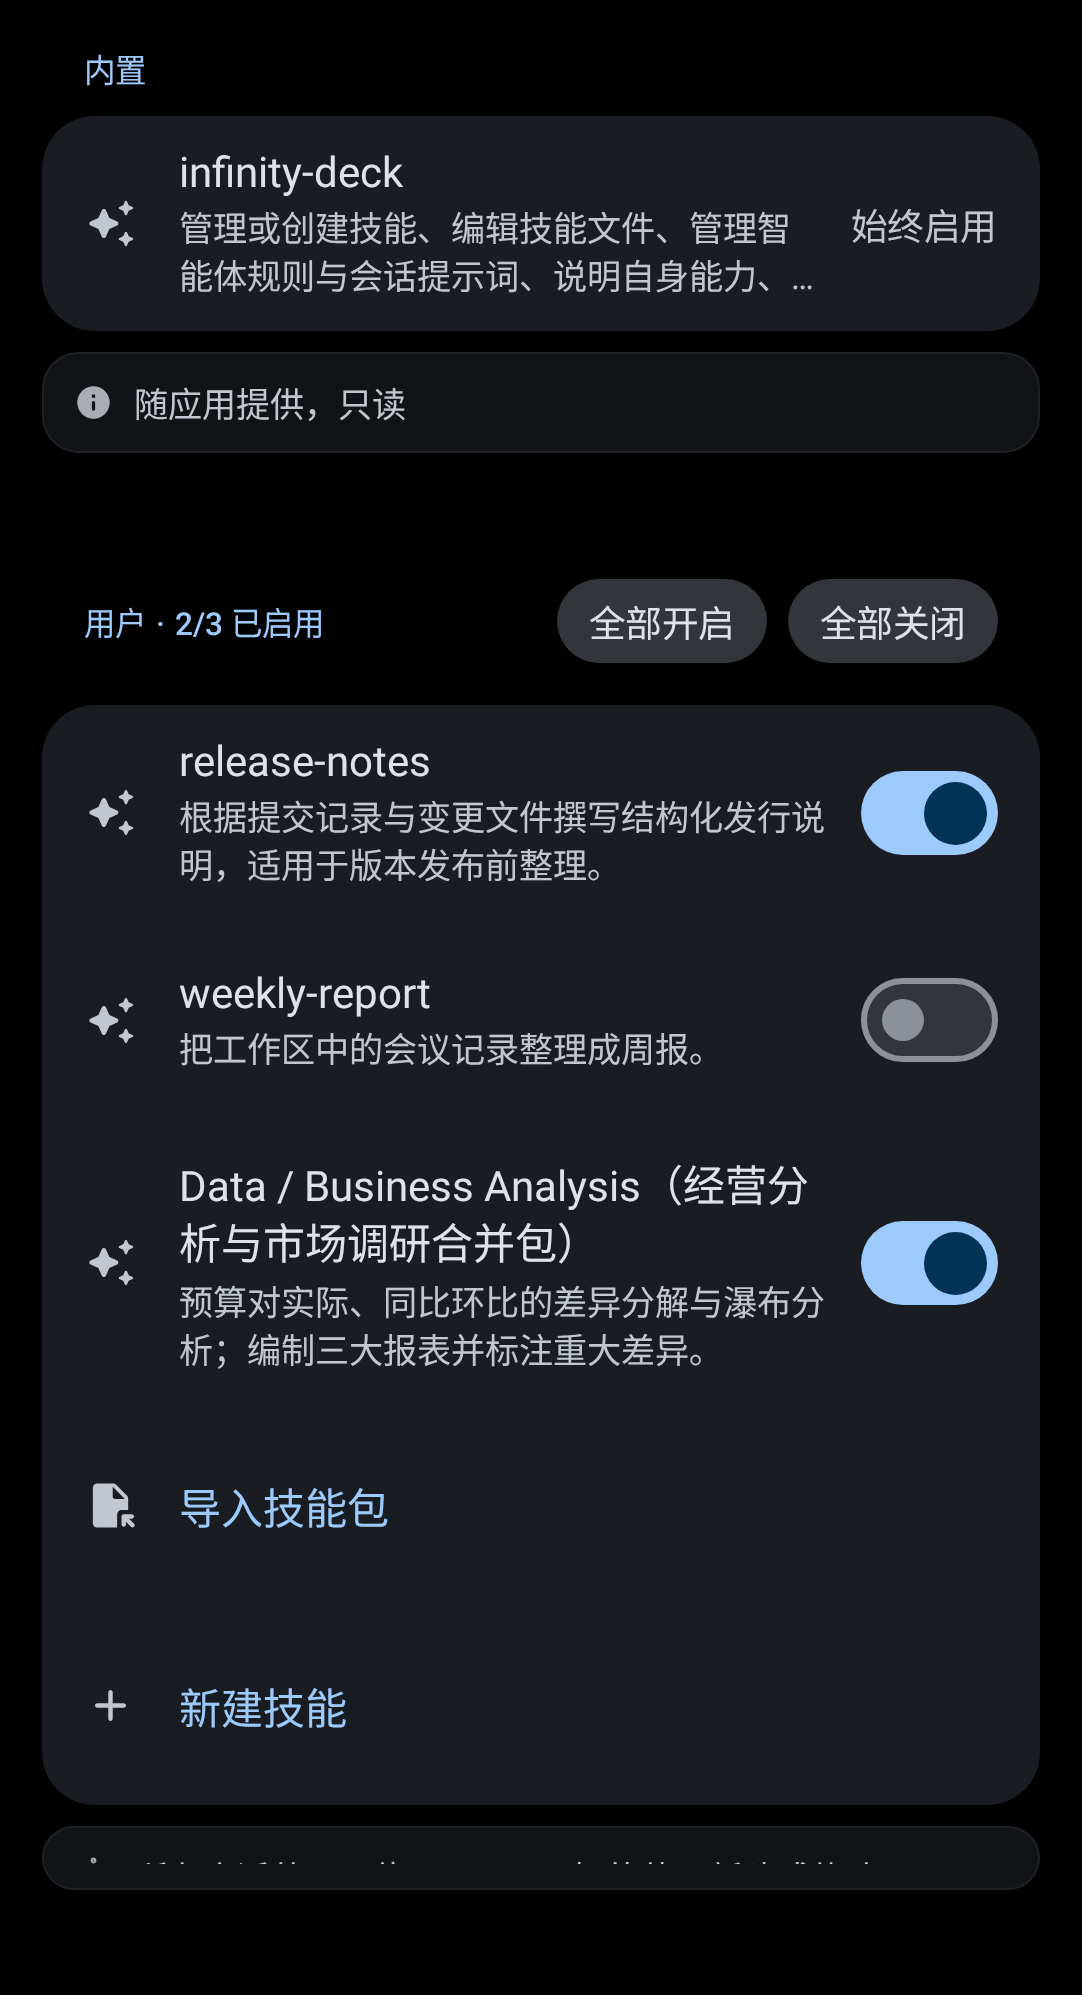 内置
infinity-deck
管理或创建技能、编辑技能文件、管理智
能体规则与会话提示词、说明自身能力、...
始终启用
随应用提供，只读
用户 · 2/3 已启用
全部开启
全部关闭
release-notes
根据提交记录与变更文件撰写结构化发行说
明，适用于版本发布前整理。
weekly-report
把工作区中的会议记录整理成周报。
Data / Business Analysis（经营分
析与市场调研合并包）
预算对实际、同比环比的差异分解与瀑布分
析；编制三大报表并标注重大差异。
导入技能包
新建技能